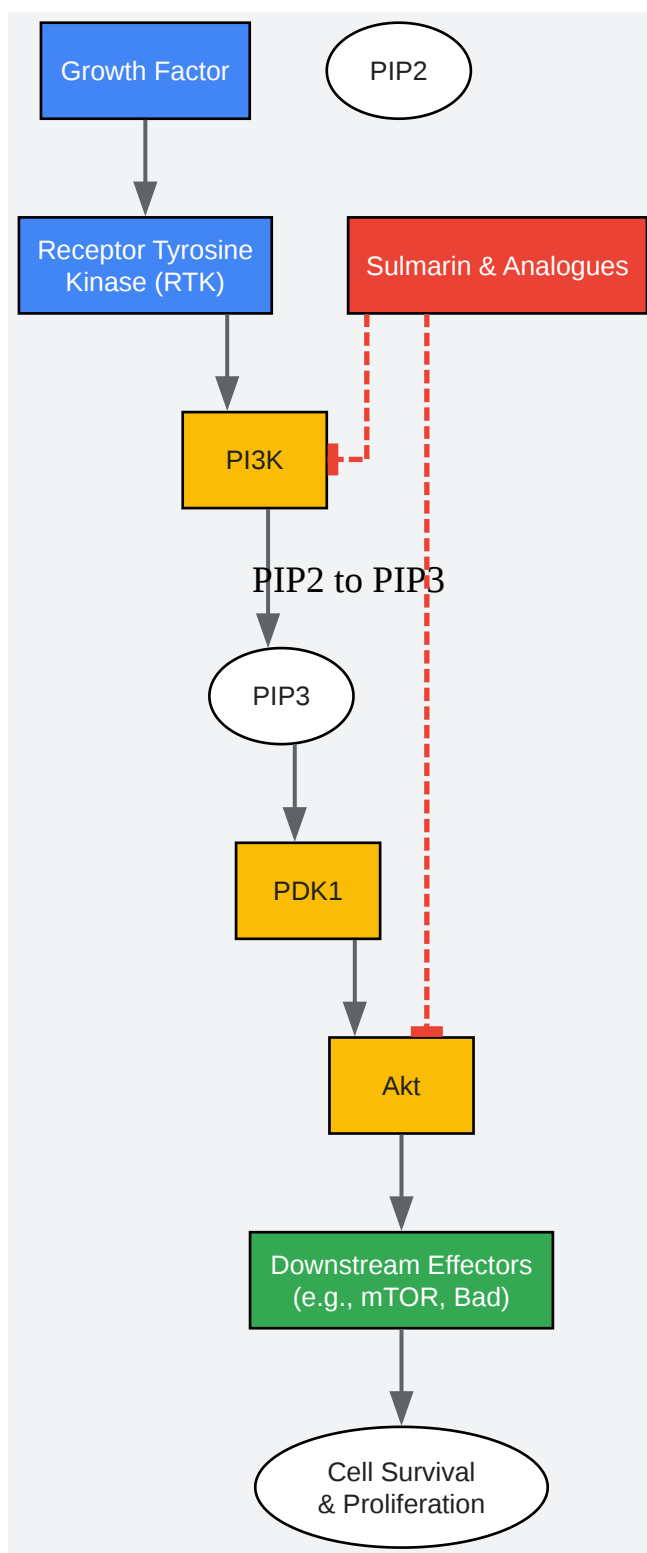 Growth Factor
PIP2
Receptor Tyrosine
Kinase (RTK)
Sulmarin & Analogues
PI3K
PIP2 to PIP3
PIP3
PDK1
Akt
Downstream Effectors
(e.g., mTOR, Bad)
Cell Survival
& Proliferation